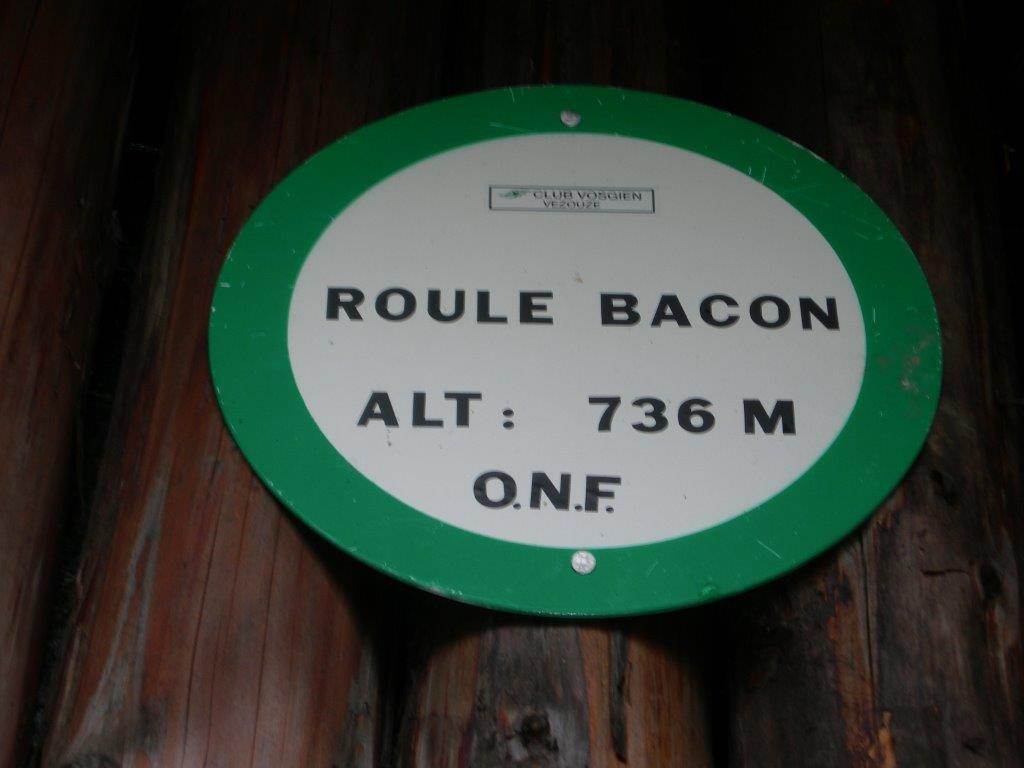 CLUB VOSGIEN
VEZOUZE
ROULE BACON
ALT : 736 M
O.N.F.